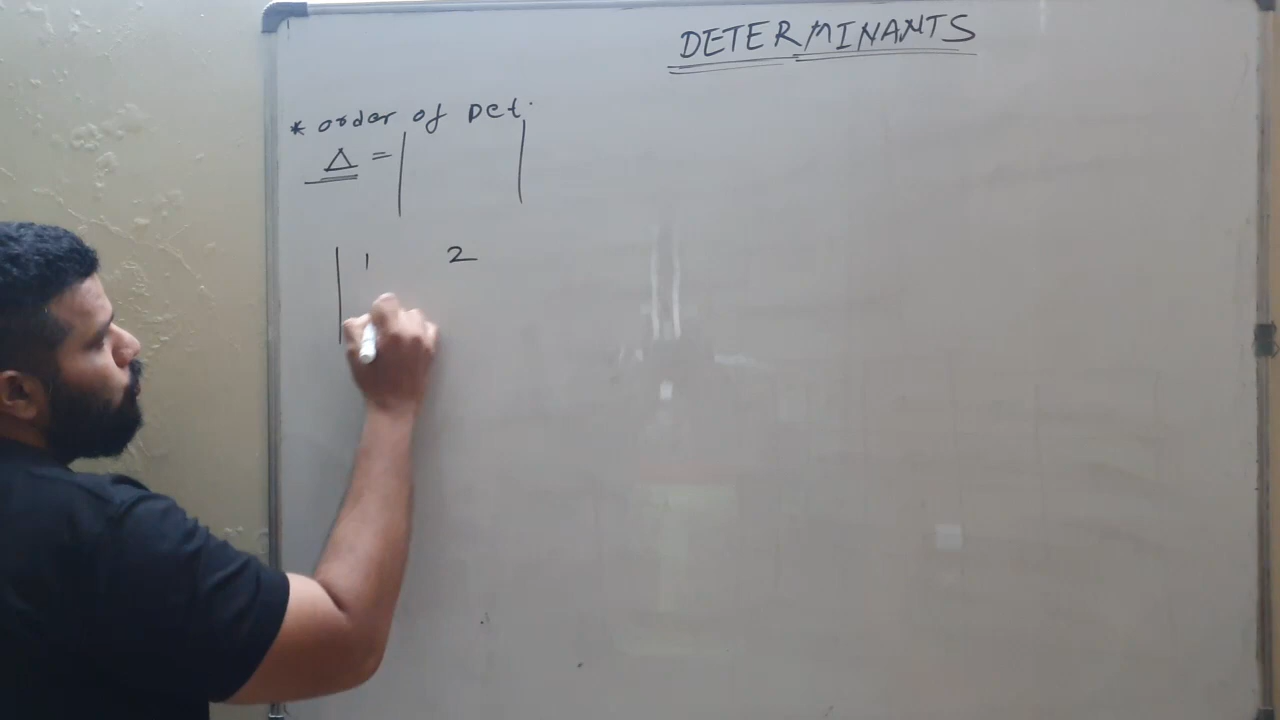 DETERMINANTS
* order of Det.
Δ = | |
| 1 2